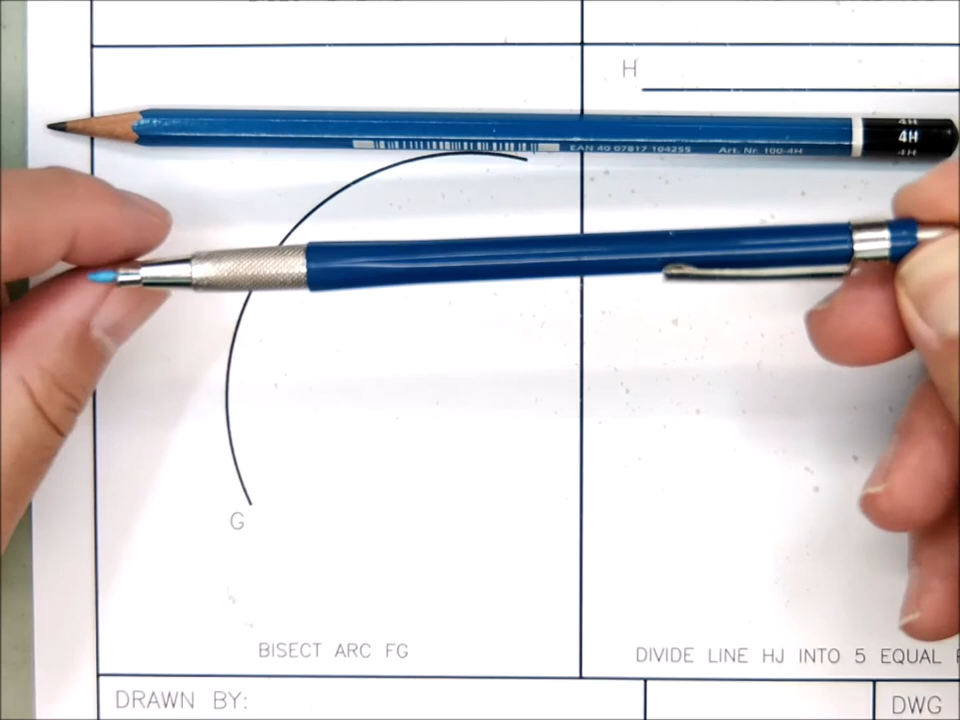 H
4H
4H
4H
EAN 40 07817 104255 Art. Nr. 100-4H
G
BISECT ARC FG
DIVIDE LINE HJ INTO 5 EQUAL
DRAWN BY:
DWG